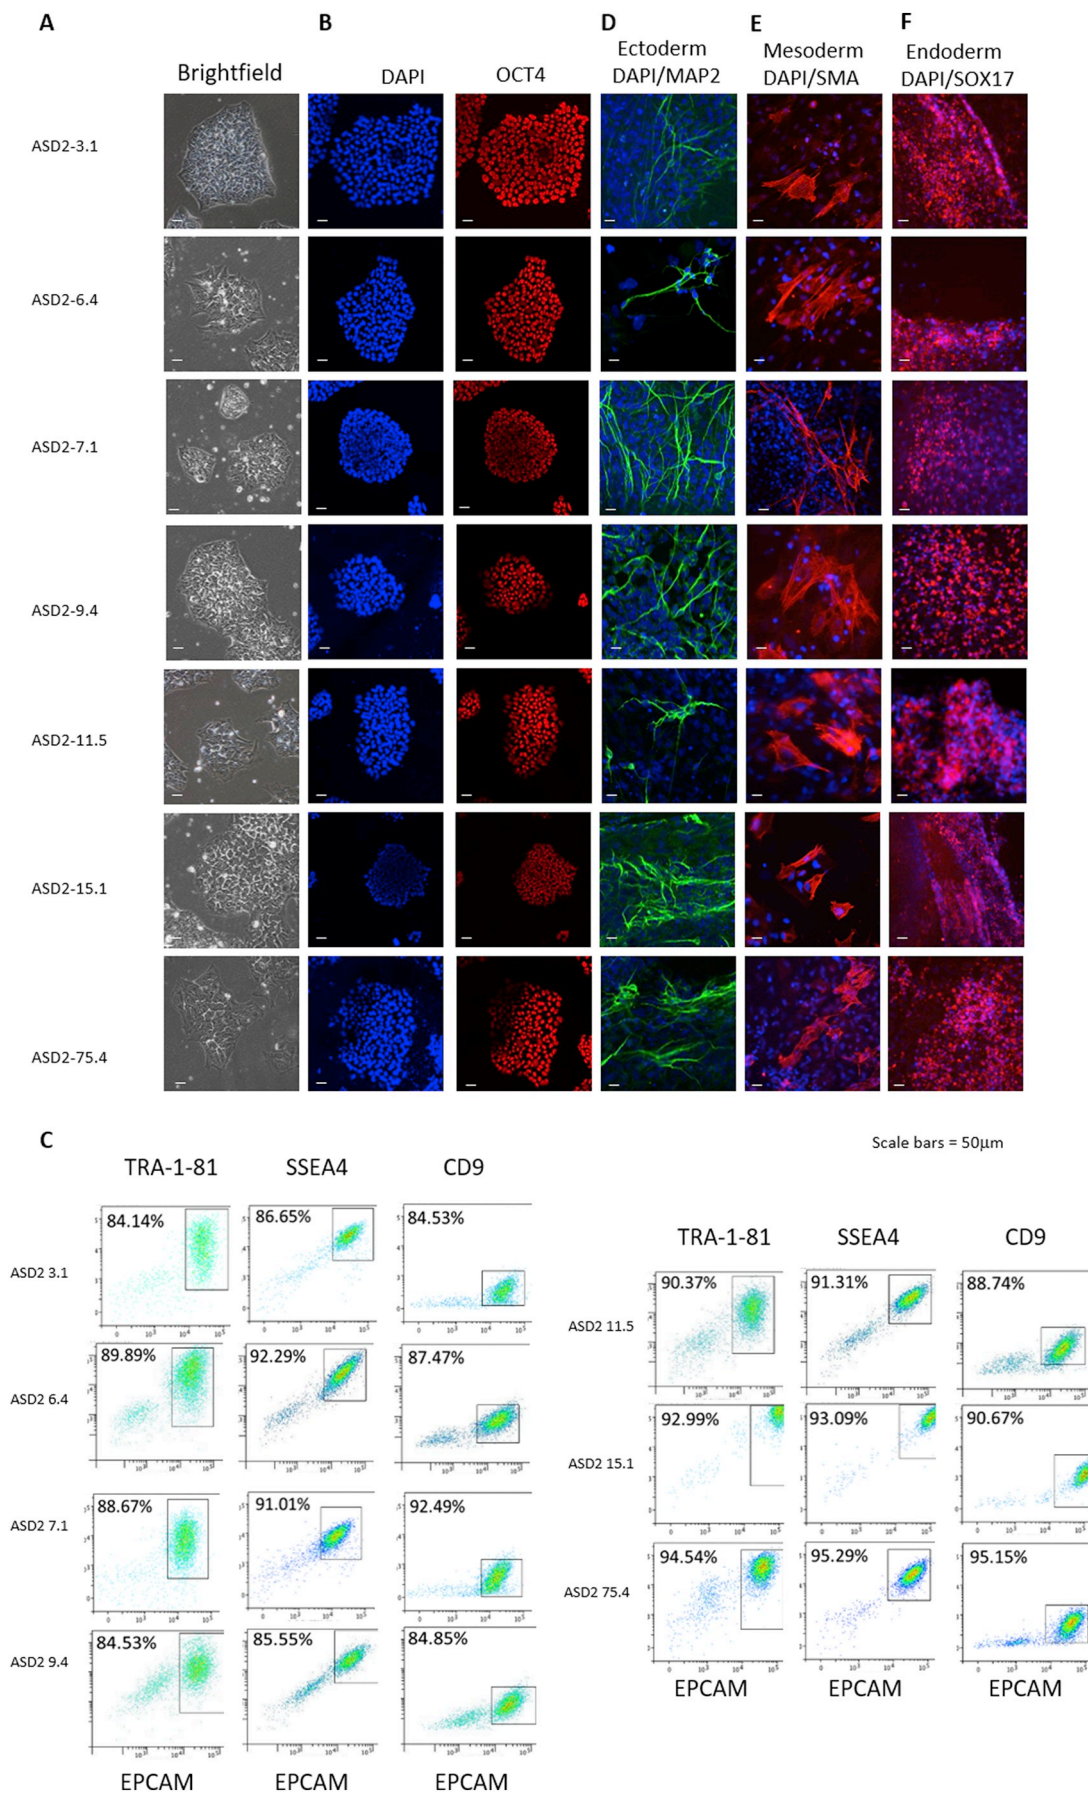 A
B
D
E
F
Brightfield
DAPI
OCT4
Ectoderm
DAPI/MAP2
Mesoderm
DAPI/SMA
Endoderm
DAPI/SOX17
ASD2-3.1
ASD2-6.4
ASD2-7.1
ASD2-9.4
ASD2-11.5
ASD2-15.1
ASD2-75.4
Scale bars = 50μm
C
TRA-1-81
SSEA4
CD9
ASD2 3.1
84.14%
86.65%
84.53%
ASD2 6.4
89.89%
92.29%
87.47%
ASD2 7.1
88.67%
91.01%
92.49%
ASD2 9.4
84.53%
85.55%
84.85%
EPCAM
EPCAM
EPCAM
TRA-1-81
SSEA4
CD9
ASD2 11.5
90.37%
91.31%
88.74%
ASD2 15.1
92.99%
93.09%
90.67%
ASD2 75.4
94.54%
95.29%
95.15%
EPCAM
EPCAM
EPCAM